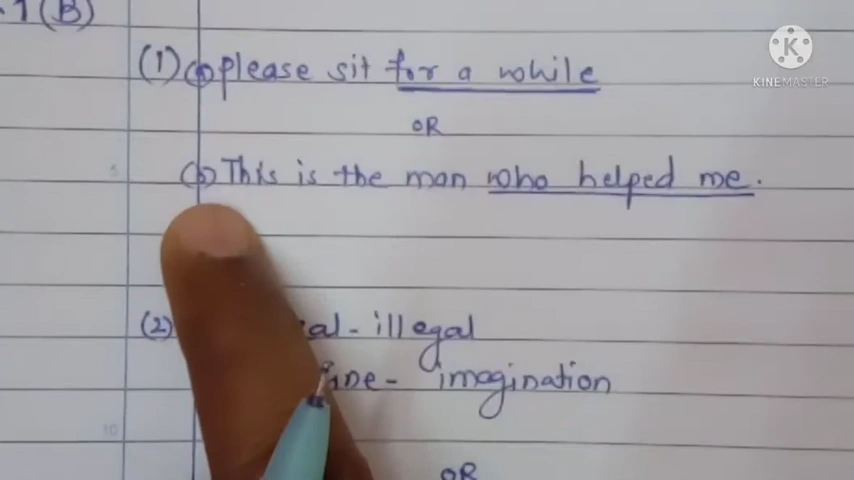 .1(B)
(1) (a) please sit for a while
OR
(b) This is the man who helped me.
(2) al - illegal
ine - imagination
OR
K
KINEMASTER